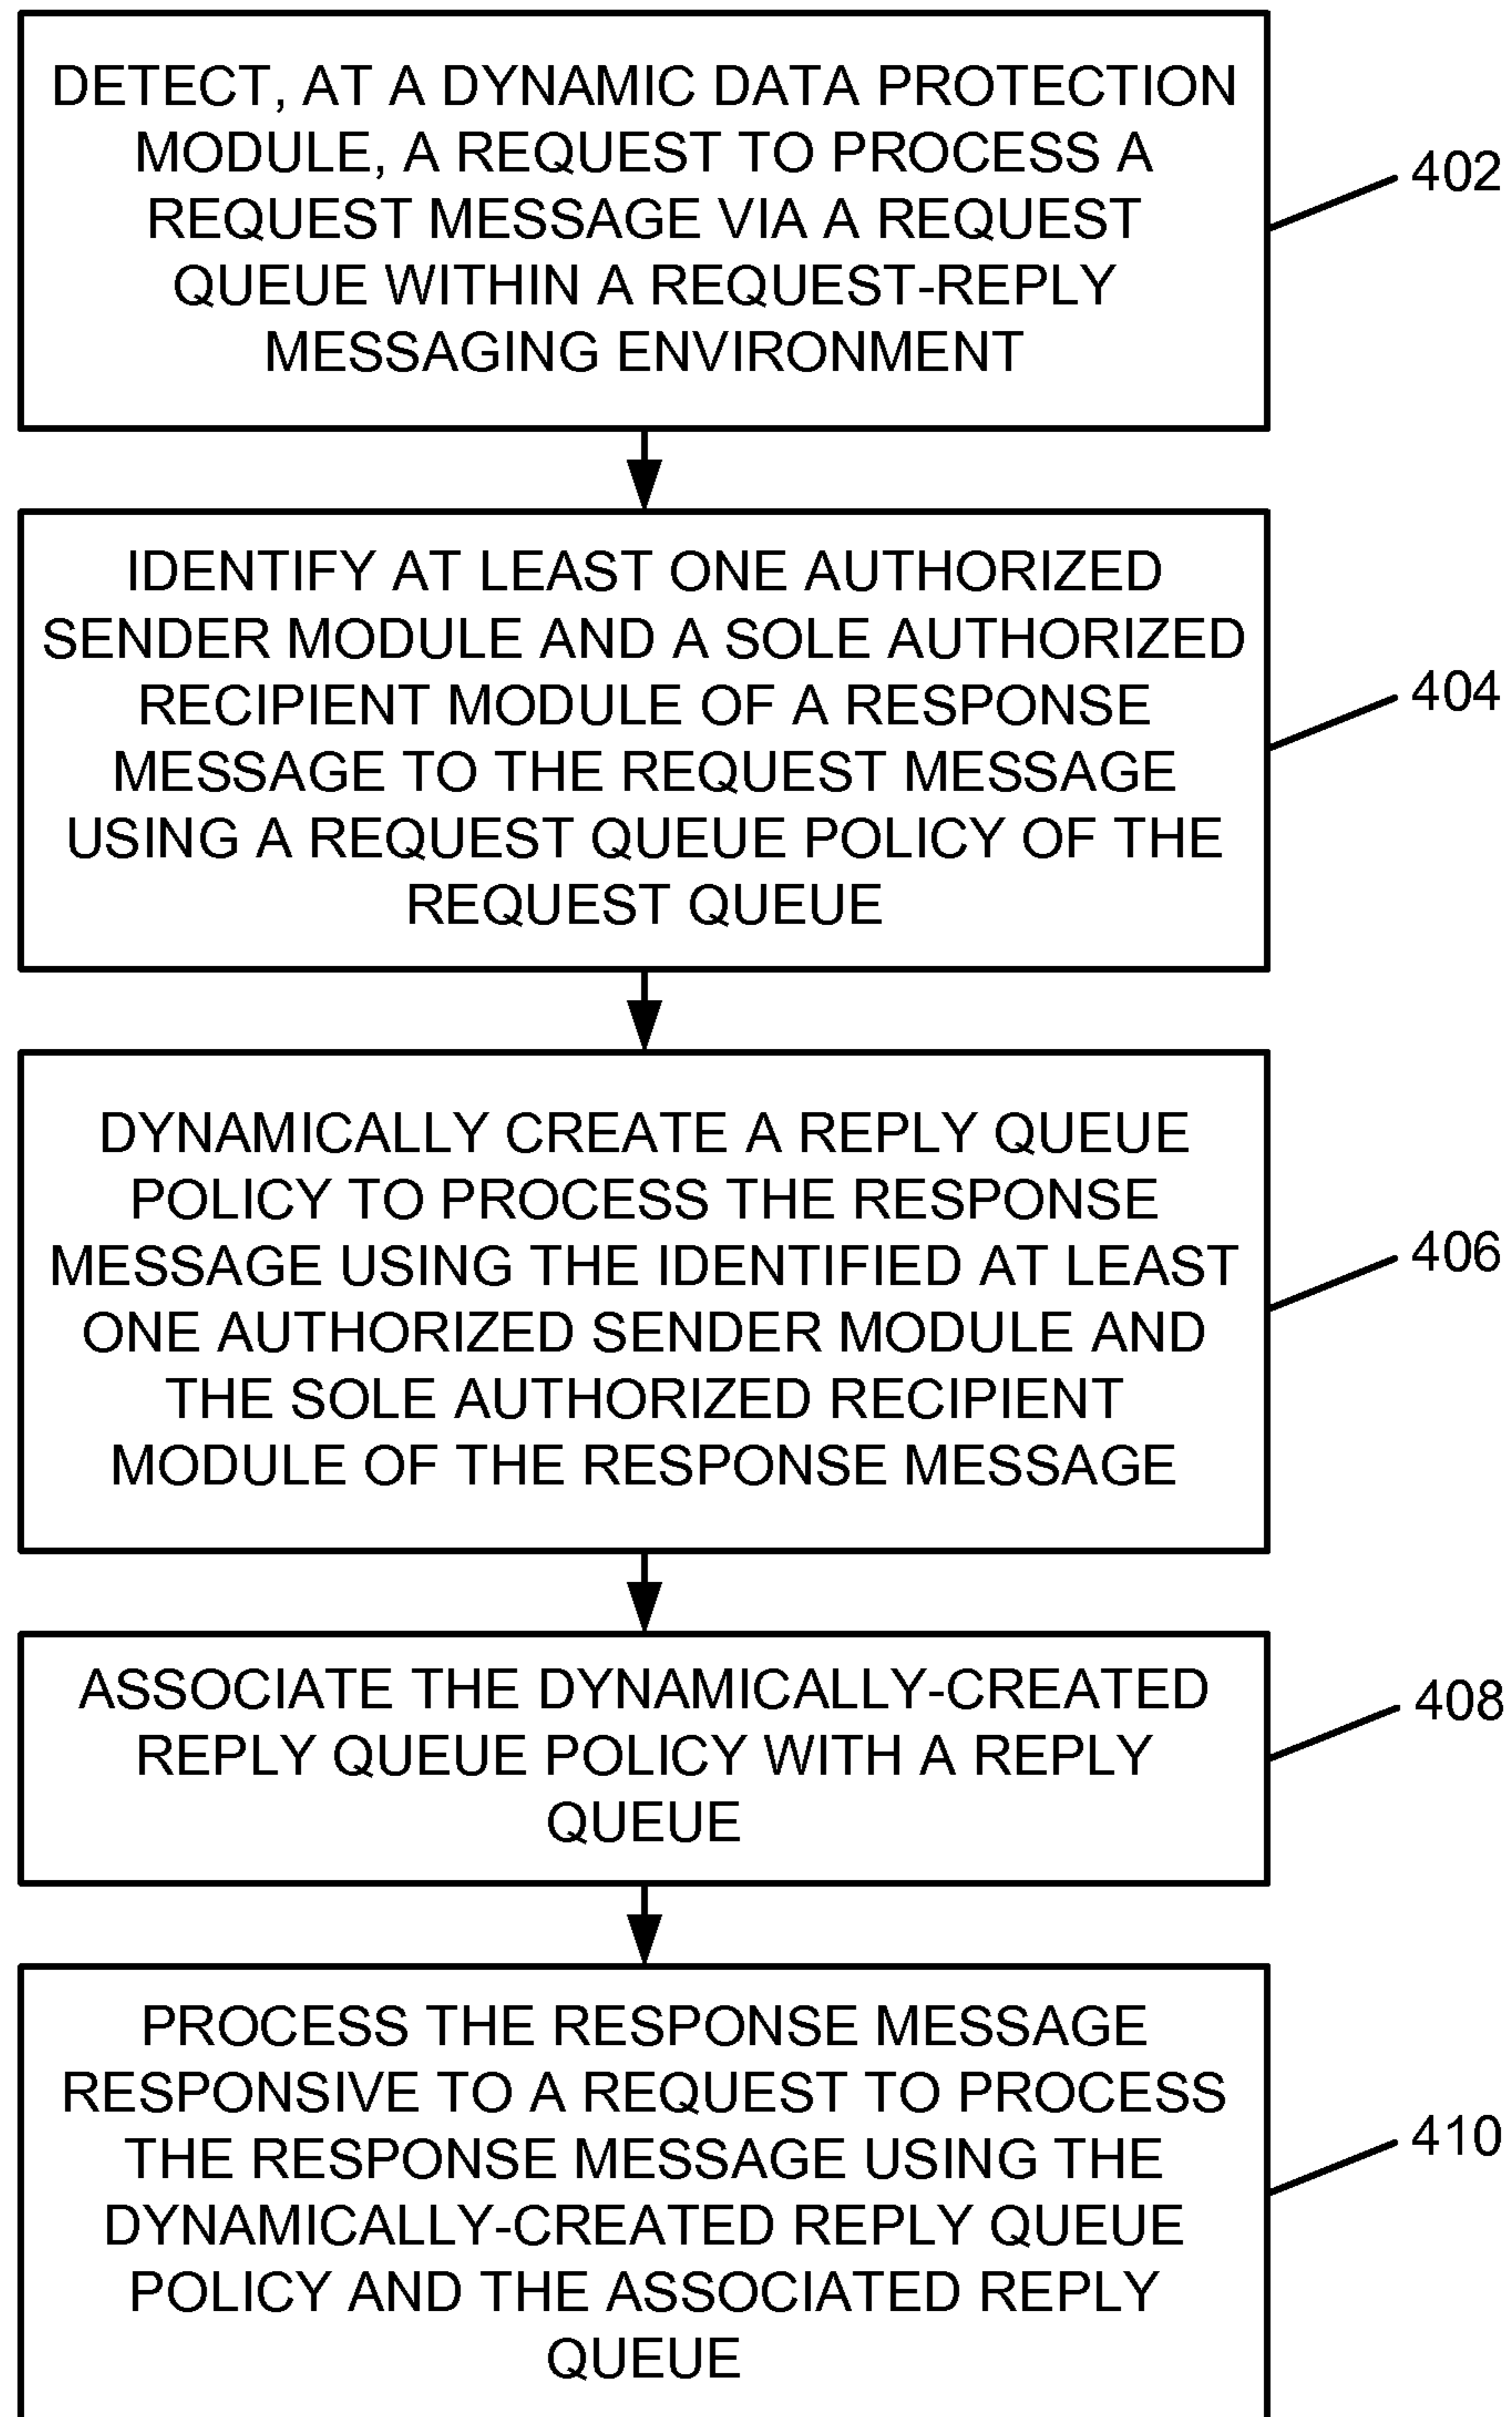 DETECT, AT A DYNAMIC DATA PROTECTION
MODULE, A REQUEST TO PROCESS A
REQUEST MESSAGE VIA A REQUEST
QUEUE WITHIN A REQUEST-REPLY
MESSAGING ENVIRONMENT
402
IDENTIFY AT LEAST ONE AUTHORIZED
SENDER MODULE AND A SOLE AUTHORIZED
RECIPIENT MODULE OF A RESPONSE
MESSAGE TO THE REQUEST MESSAGE
USING A REQUEST QUEUE POLICY OF THE
REQUEST QUEUE
404
DYNAMICALLY CREATE A REPLY QUEUE
POLICY TO PROCESS THE RESPONSE
MESSAGE USING THE IDENTIFIED AT LEAST
ONE AUTHORIZED SENDER MODULE AND
THE SOLE AUTHORIZED RECIPIENT
MODULE OF THE RESPONSE MESSAGE
406
ASSOCIATE THE DYNAMICALLY-CREATED
REPLY QUEUE POLICY WITH A REPLY
QUEUE
408
PROCESS THE RESPONSE MESSAGE
RESPONSIVE TO A REQUEST TO PROCESS
THE RESPONSE MESSAGE USING THE
DYNAMICALLY-CREATED REPLY QUEUE
POLICY AND THE ASSOCIATED REPLY
QUEUE
410